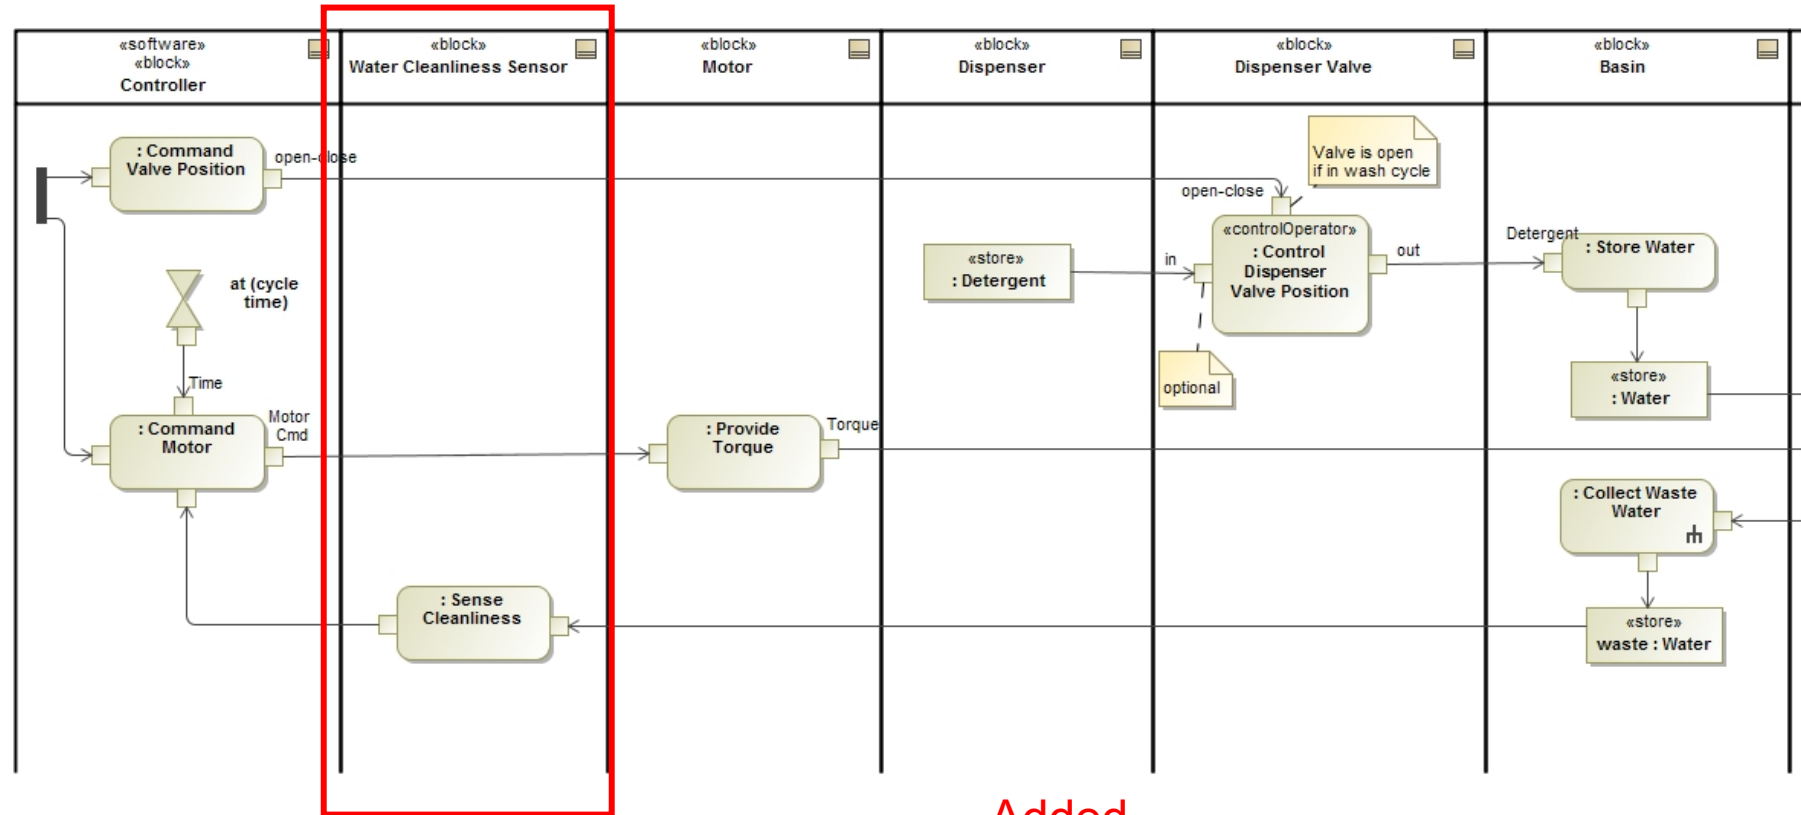 «software»
«block»
Controller
«block»
Water Cleanliness Sensor
«block»
Motor
«block»
Dispenser
«block»
Dispenser Valve
«block»
Basin
: Command
Valve Position
open-close
at (cycle
time)
Time
: Command
Motor
Motor
Cmd
: Sense
Cleanliness
: Provide
Torque
Torque
«store»
: Detergent
Valve is open
if in wash cycle
open-close
in
«controlOperator»
: Control
Dispenser
Valve Position
out
optional
Detergent
: Store Water
«store»
: Water
: Collect Waste
Water
«store»
waste : Water
Added